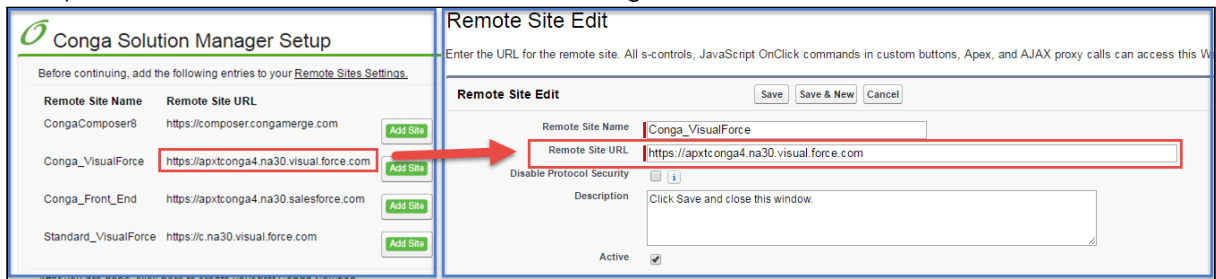 Conga Solution Manager Setup
Before continuing, add the following entries to your Remote Sites Settings.
Remote Site Name Remote Site URL
CongaComposer8 https://composer.congamerge.com Add Site
Conga_VisualForce https://apxtconga4.na30.visual.force.com Add Site
Conga_Front_End https://apxtconga4.na30.salesforce.com Add Site
Standard_VisualForce https://c.na30.visual.force.com Add Site
Remote Site Edit
Enter the URL for the remote site. All s-controls, JavaScript OnClick commands in custom buttons, Apex, and AJAX proxy calls can access this
Remote Site Edit Save Save & New Cancel
Remote Site Name Conga_VisualForce
Remote Site URL https://apxtconga4.na30.visual.force.com
Disable Protocol Security i
Description Click Save and close this window.
Active